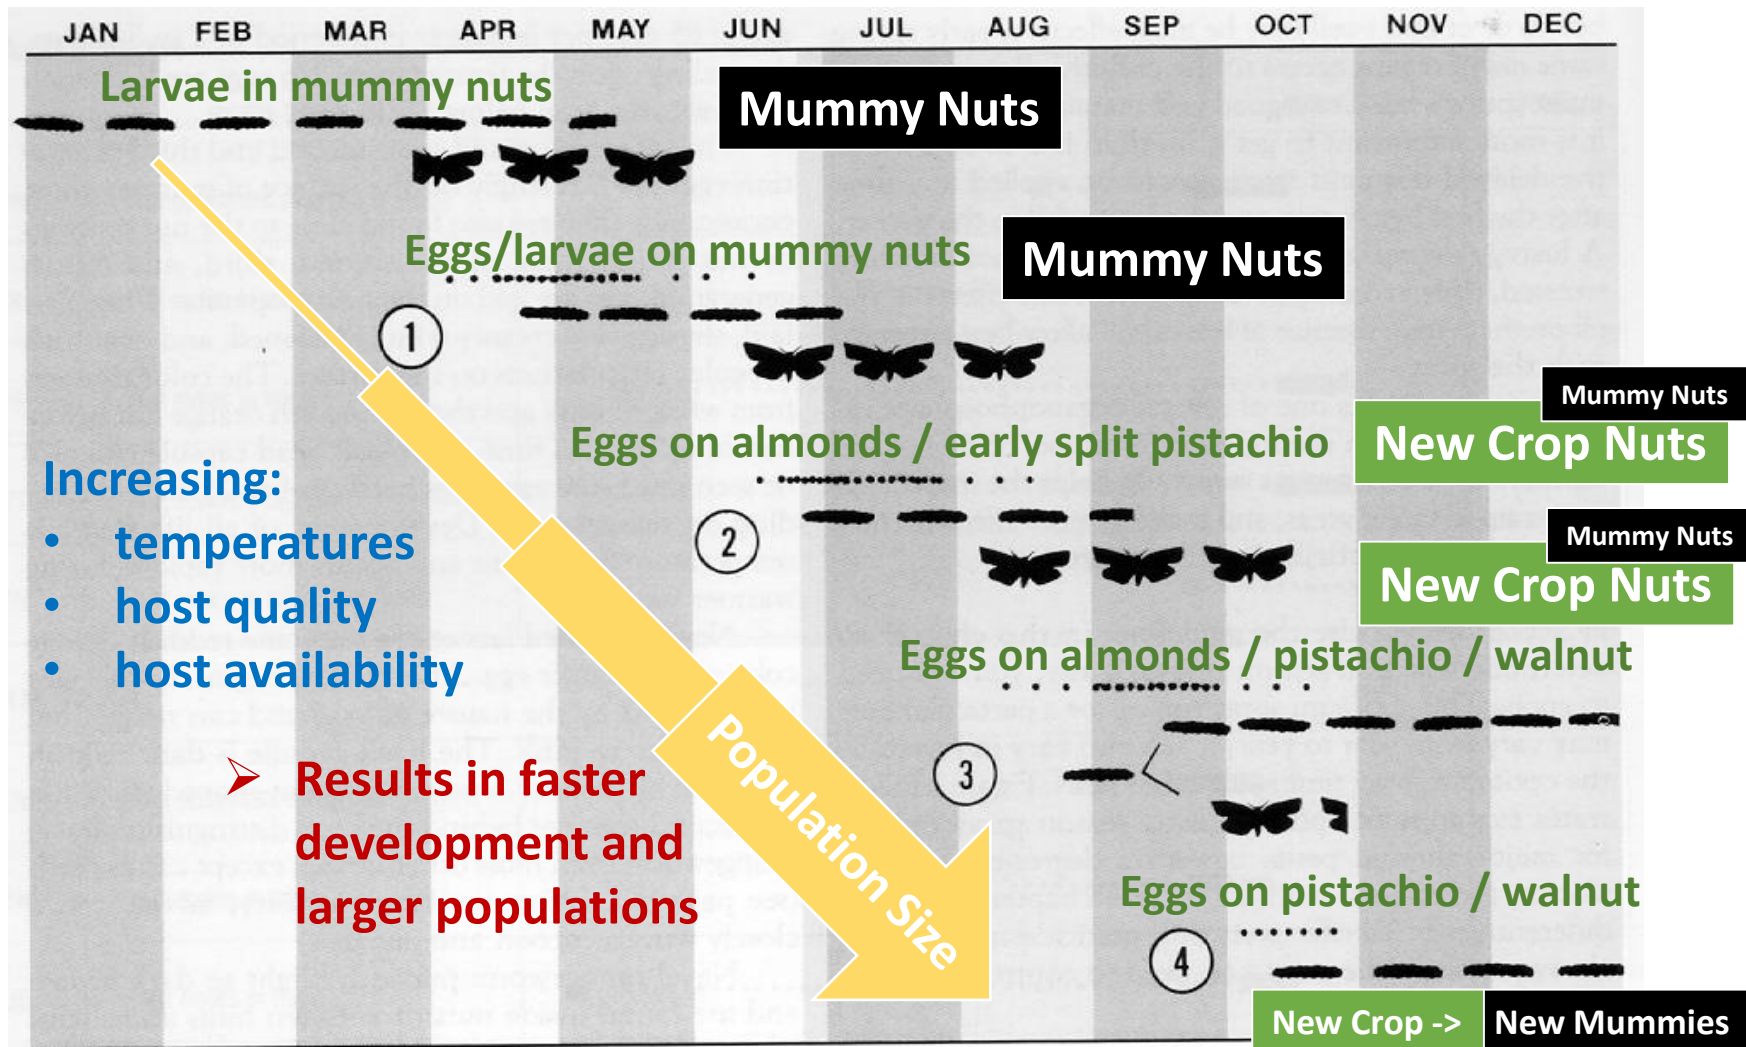 JAN FEB MAR APR MAY JUN JUL AUG SEP OCT NOV DEC
Larvae in mummy nuts
Mummy Nuts
Eggs/larvae on mummy nuts
Mummy Nuts
1
Mummy Nuts
Eggs on almonds / early split pistachio
New Crop Nuts
Increasing:
• temperatures
• host quality
• host availability
2
Mummy Nuts
New Crop Nuts
Eggs on almonds / pistachio / walnut
Population Size
3
➢ Results in faster
development and
larger populations
Eggs on pistachio / walnut
4
New Crop -> New Mummies